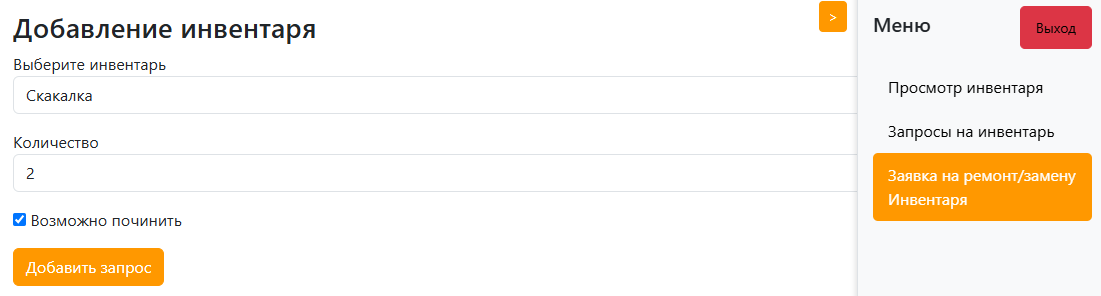 Добавление инвентаря
Выберите инвентарь
Скакалка
Количество
2
Возможно починить
Добавить запрос
>
Меню
Выход
Просмотр инвентаря
Запросы на инвентарь
Заявка на ремонт/замену
Инвентаря